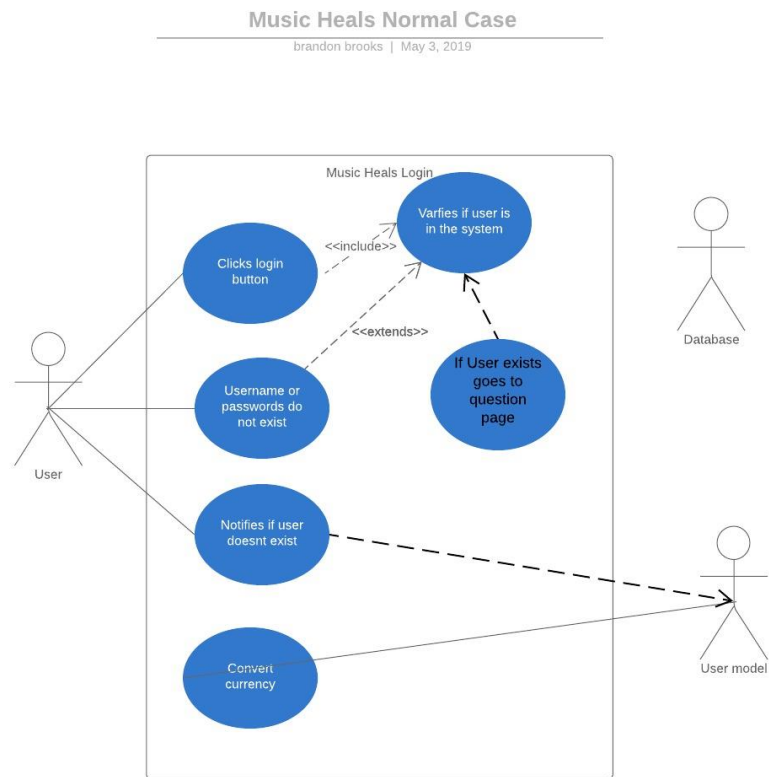 Music Heals Normal Case
brandon brooks | May 3, 2019
Music Heals Login
Varfies if user is
in the system
<<include>>
Clicks login
button
<<extends>>
Database
If User exists
goes to
question
page
Username or
passwords do
not exist
User
Notifies if user
doesnt exist
User model
Convert
currency